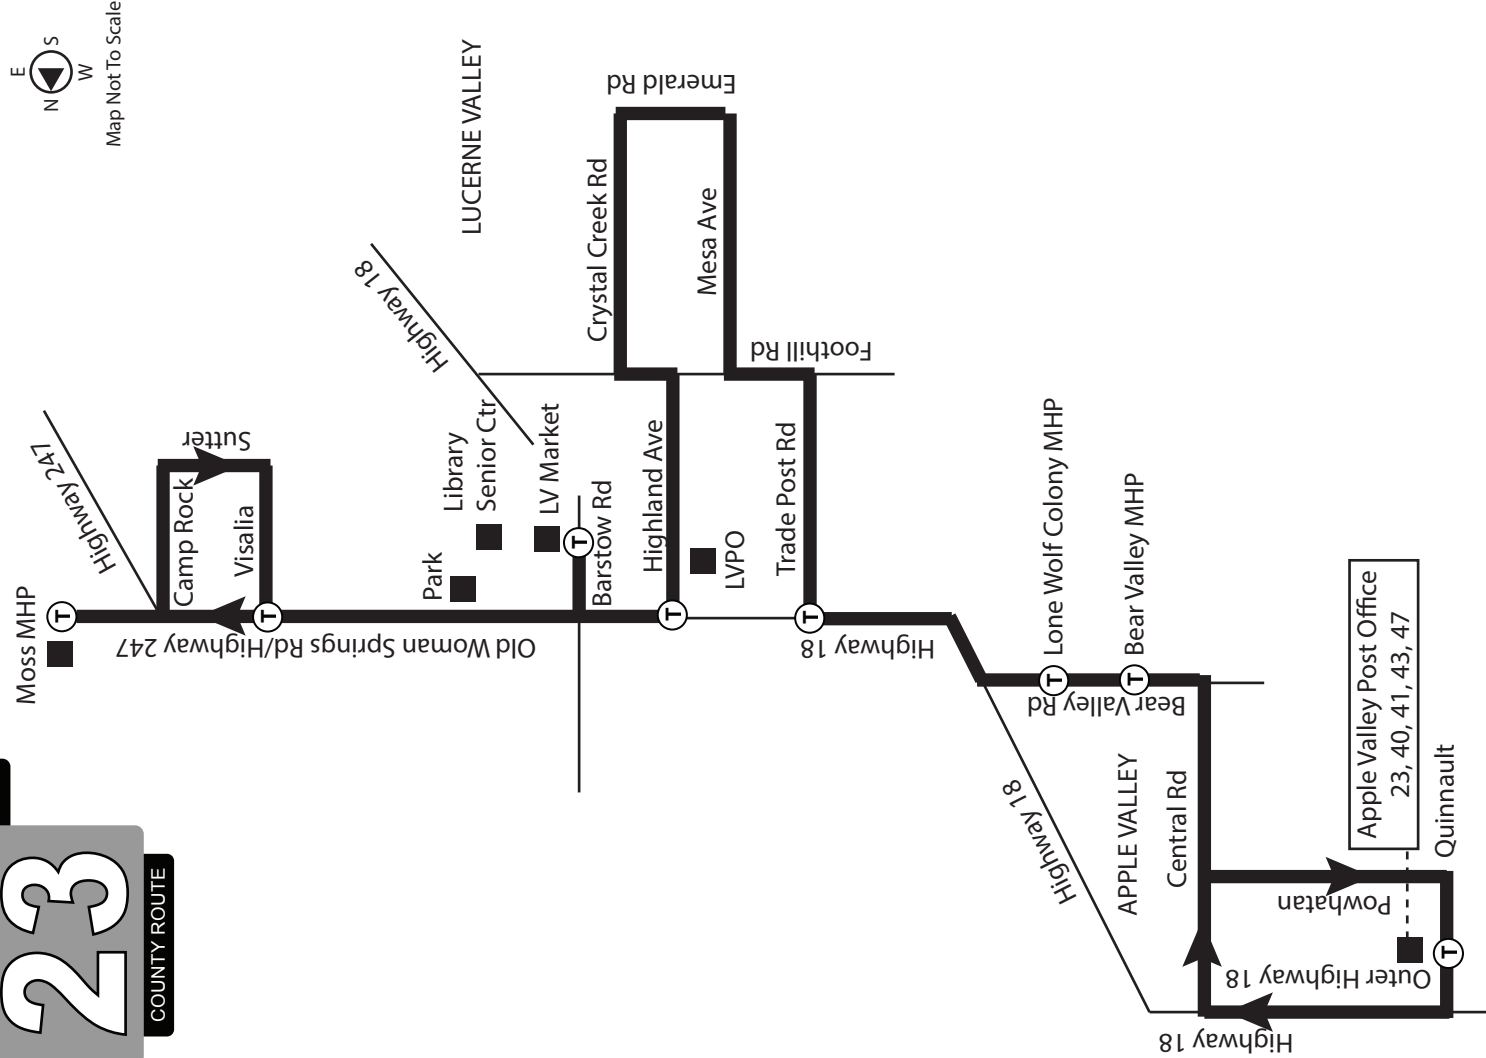 23
COUNTY ROUTE
N
E
S
W
Map Not To Scale
Moss MHP
Highway 247
Camp Rock
Sutter
Visalia
Old Woman Springs Rd/Highway 247
Park
Library
Senior Ctr
LV Market
Barstow Rd
Highway 18
LUCERNE VALLEY
Crystal Creek Rd
Emerald Rd
Mesa Ave
Foothill Rd
Highland Ave
LVPO
Trade Post Rd
Highway 18
Lone Wolf Colony MHP
Bear Valley MHP
Bear Valley Rd
Highway 18
APPLE VALLEY
Central Rd
Powhatan
Apple Valley Post Office
23, 40, 41, 43, 47
Quinnault
Outer Highway 18
Highway 18
T
T
T
T
T
T
T
T